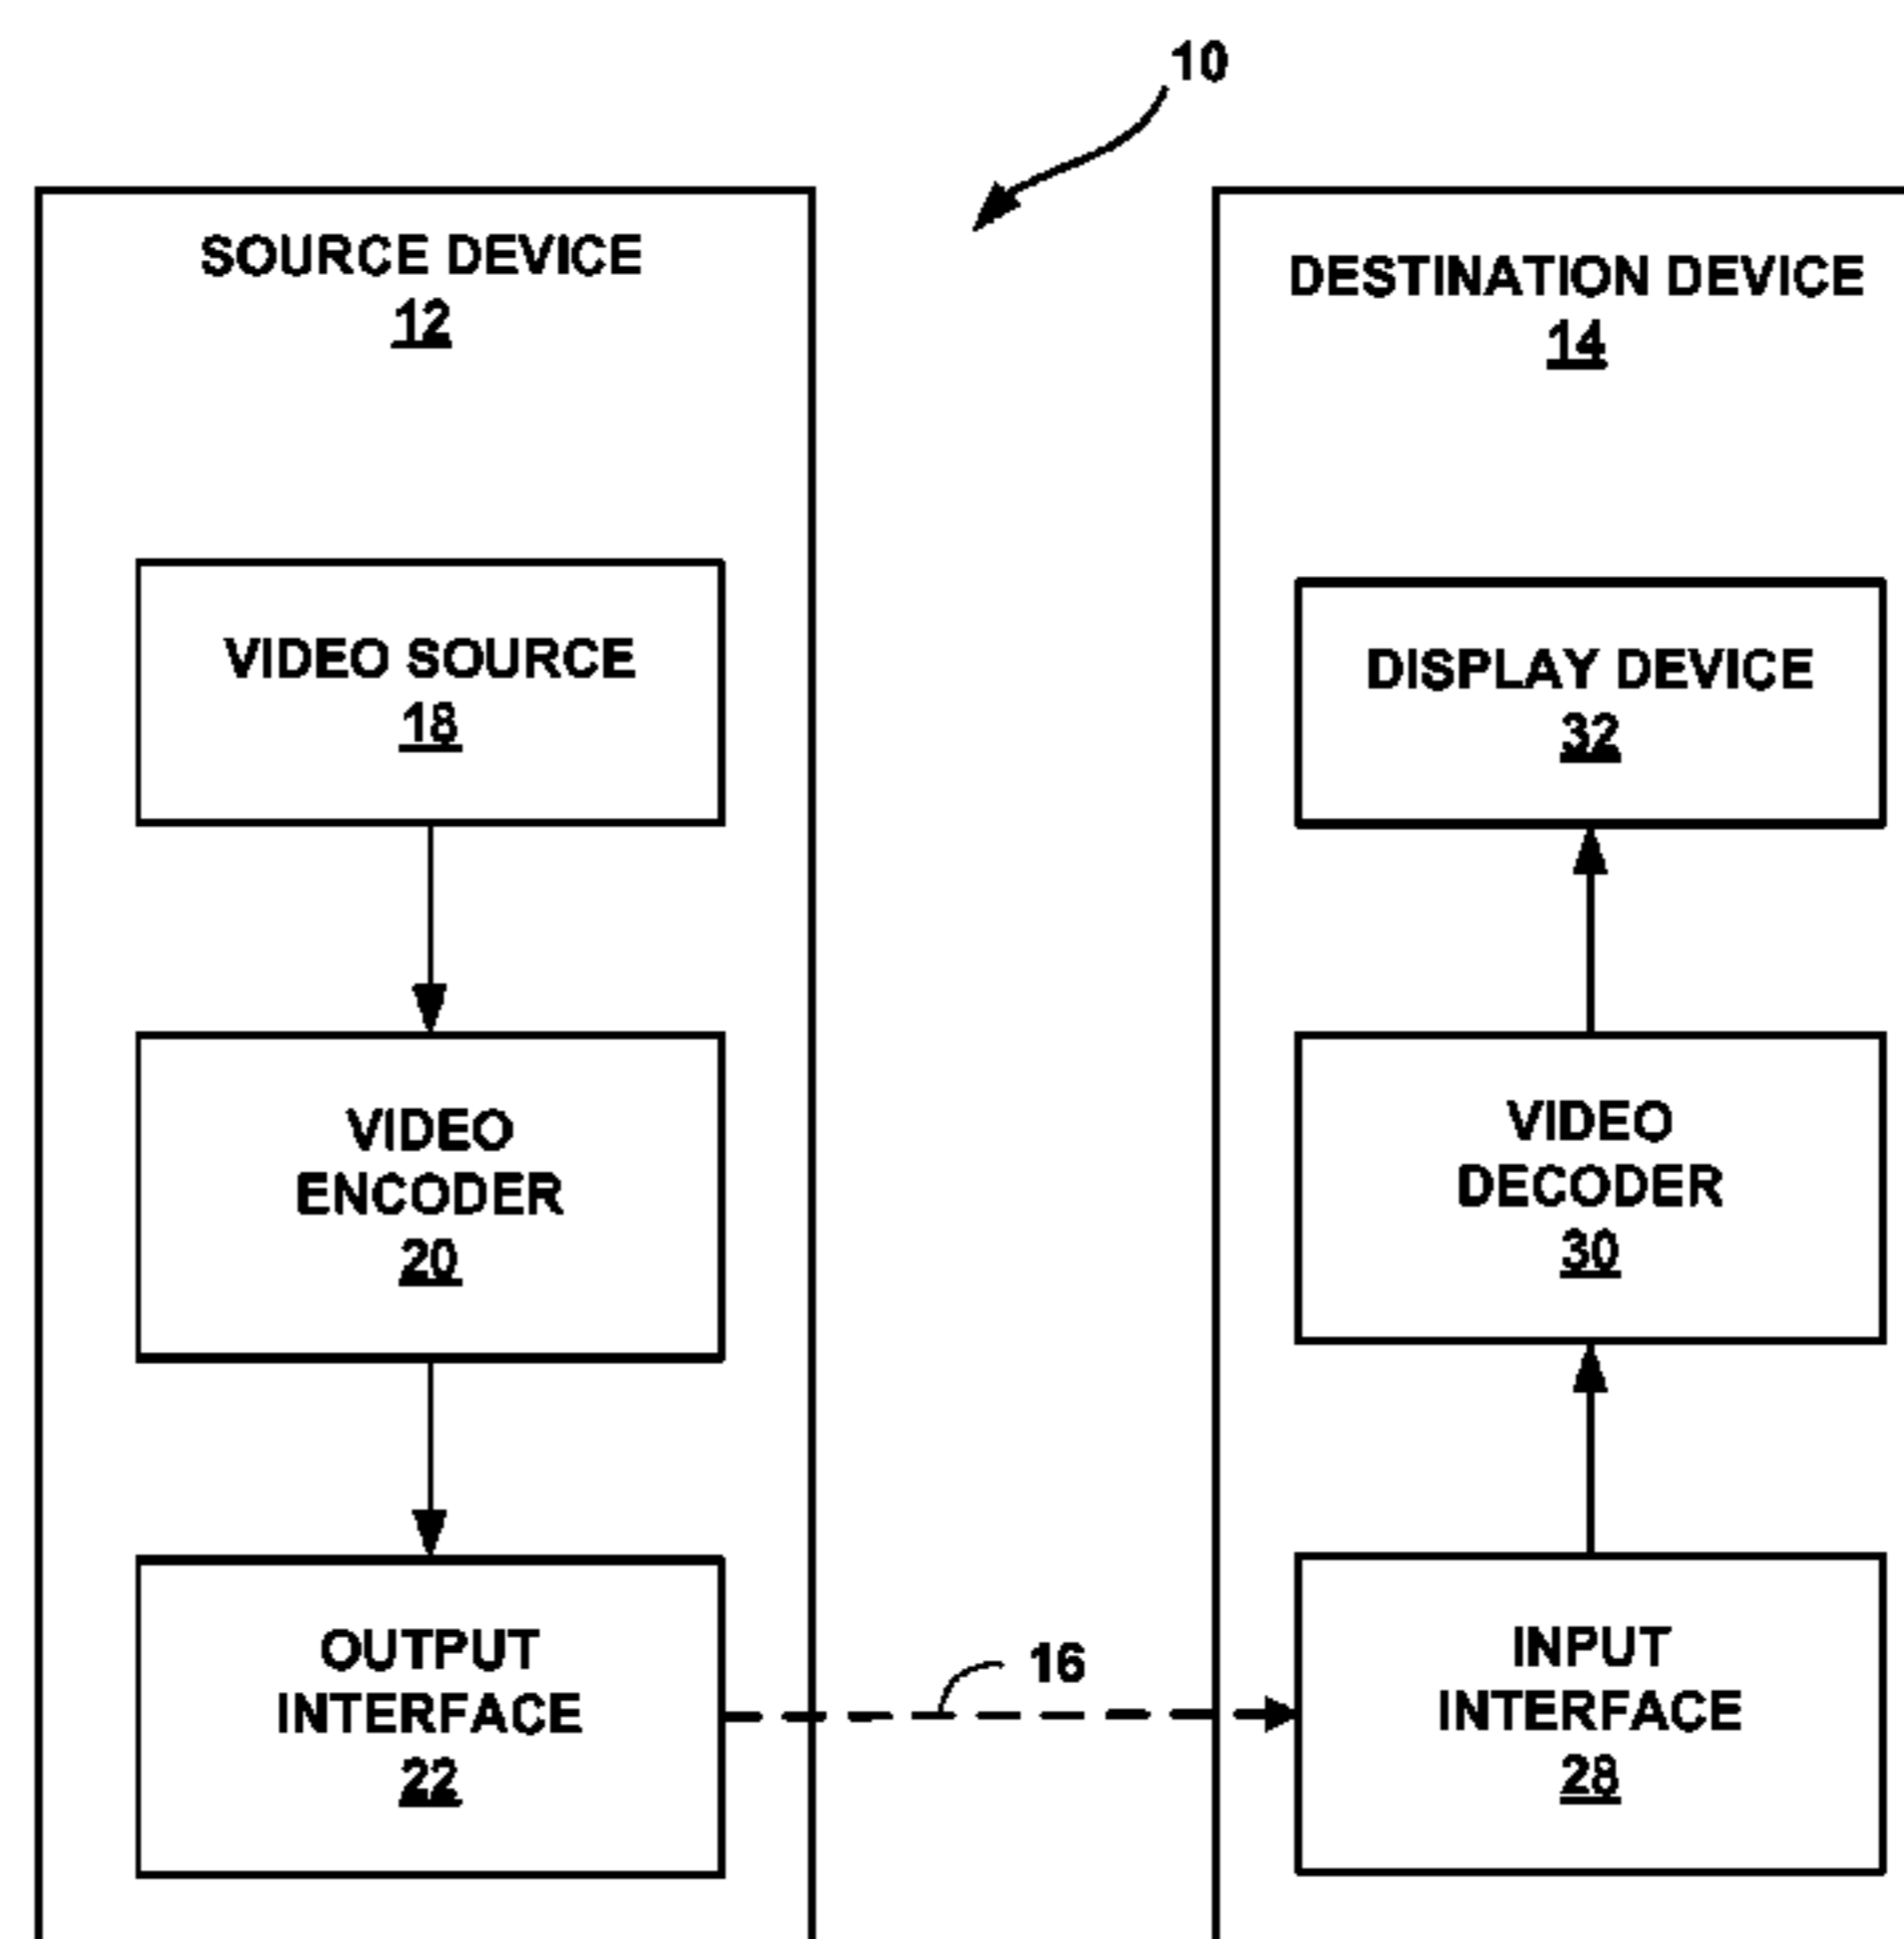 10
SOURCE DEVICE
12
VIDEO SOURCE
18
VIDEO
ENCODER
20
OUTPUT
INTERFACE
22
16
DESTINATION DEVICE
14
DISPLAY DEVICE
32
VIDEO
DECODER
30
INPUT
INTERFACE
28